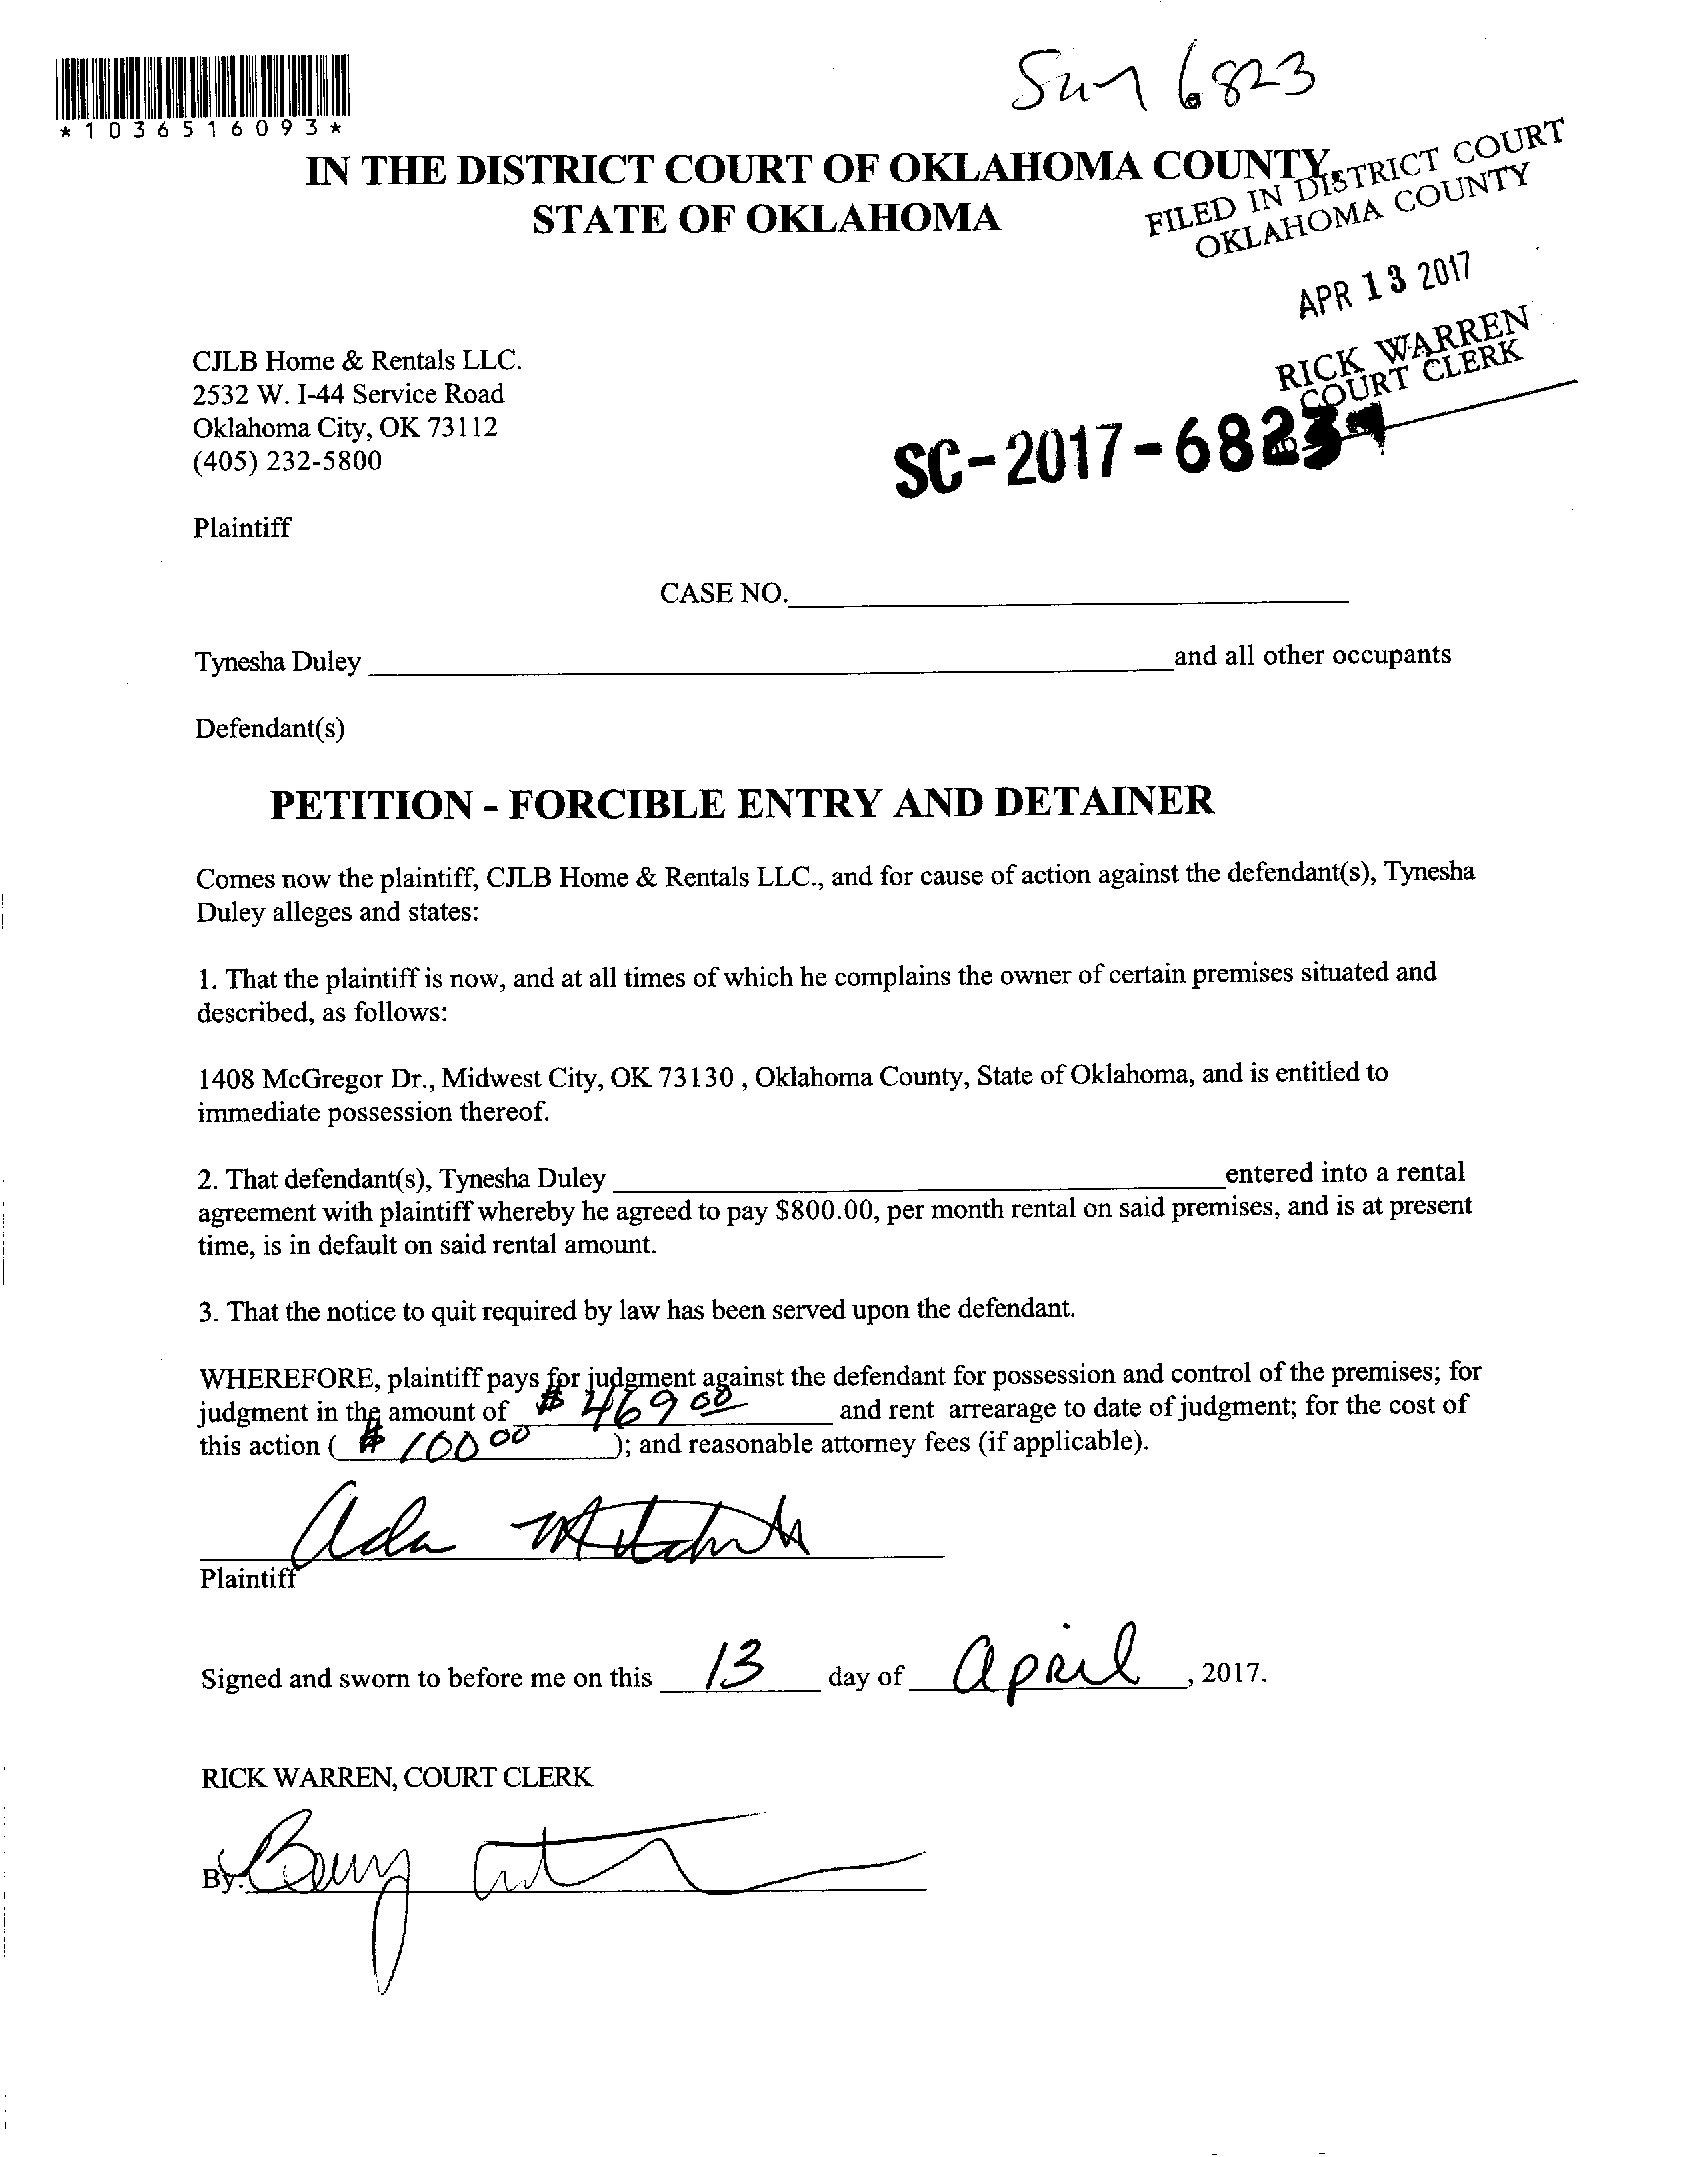 6823
*1036516093*
IN THE DISTRICT COURT OF OKLAHOMA COUNTY
STATE OF OKLAHOMA
FILED IN DISTRICT COURT
OKLAHOMA COUNTY
APR 13 2017
RICK WARREN
COURT CLERK
CJLB Home & Rentals LLC.
2532 W. I-44 Service Road
Oklahoma City, OK 73112
(405) 232-5800
SC-2017-6823
Plaintiff
CASE NO.
Tynesha Duley and all other occupants
Defendant(s)
PETITION - FORCIBLE ENTRY AND DETAINER
Comes now the plaintiff, CJLB Home & Rentals LLC., and for cause of action against the defendant(s), Tynesha
Duley alleges and states:
1. That the plaintiff is now, and at all times of which he complains the owner of certain premises situated and
described, as follows:
1408 McGregor Dr., Midwest City, OK 73130 , Oklahoma County, State of Oklahoma, and is entitled to
immediate possession thereof.
2. That defendant(s), Tynesha Duley entered into a rental
agreement with plaintiff whereby he agreed to pay $800.00, per month rental on said premises, and is at present
time, is in default on said rental amount.
3. That the notice to quit required by law has been served upon the defendant.
WHEREFORE, plaintiff pays for judgment against the defendant for possession and control of the premises; for
judgment in the amount of $ 469 00 and rent arrearage to date of judgment; for the cost of
this action ( $ 100 00 ); and reasonable attorney fees (if applicable).
Ada
Plaintiff
Signed and sworn to before me on this 13 day of April , 2017.
RICK WARREN, COURT CLERK
By: